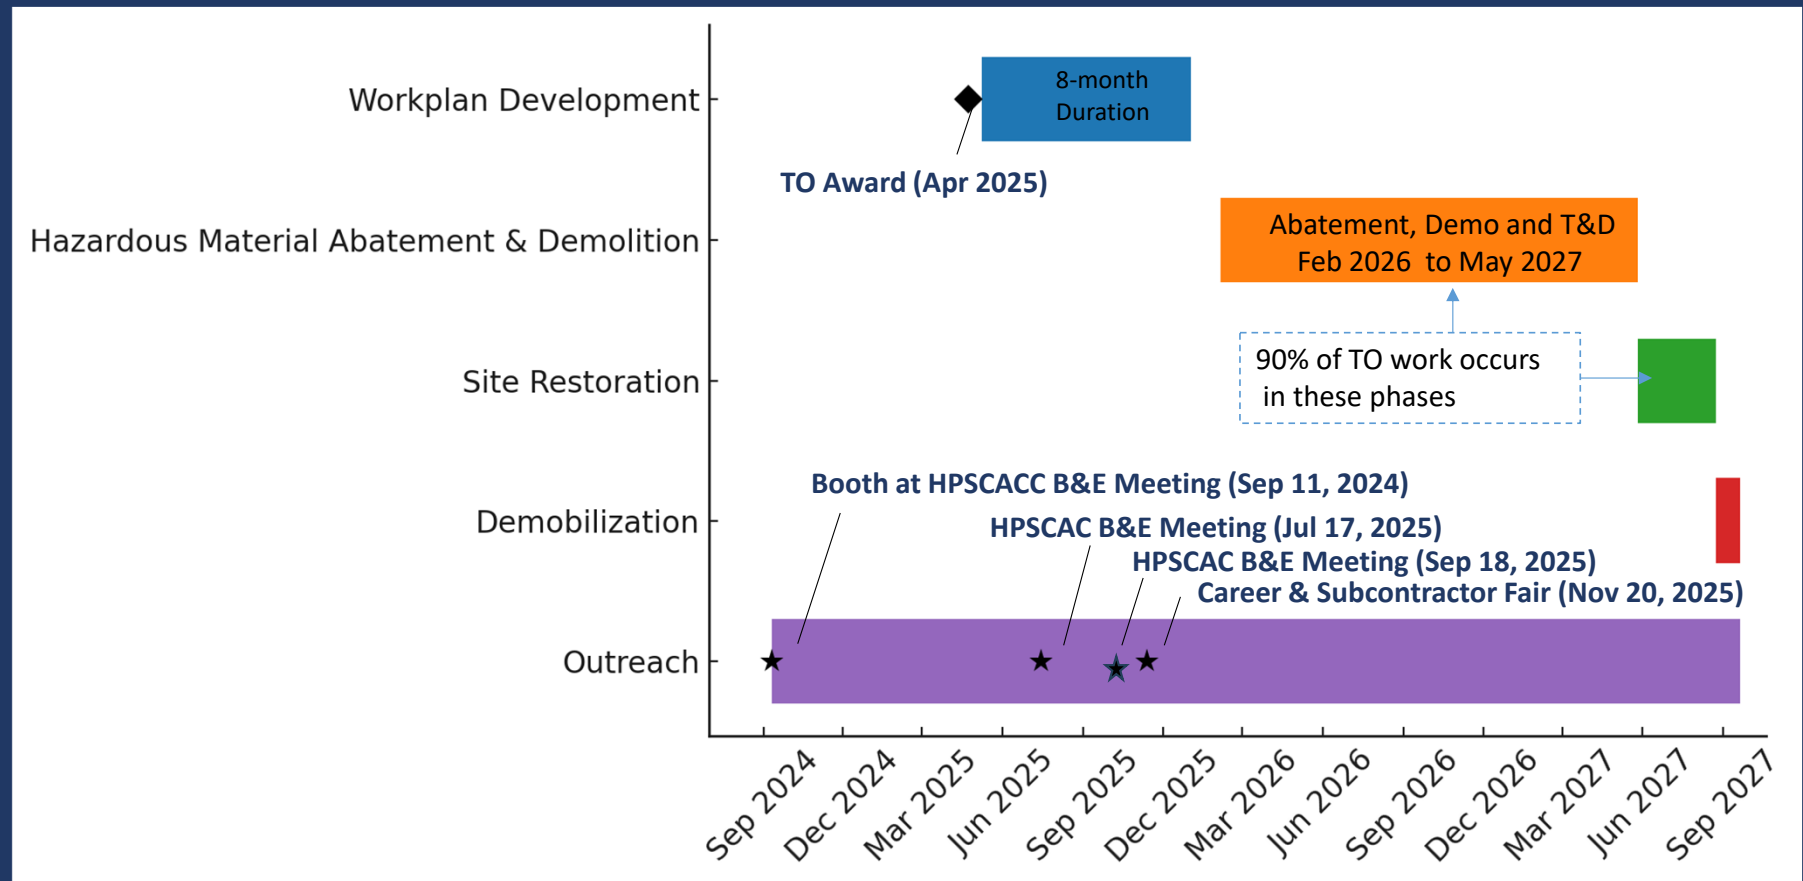 Workplan Development
8-month
Duration
TO Award (Apr 2025)
Hazardous Material Abatement & Demolition
Abatement, Demo and T&D
Feb 2026 to May 2027
90% of TO work occurs
in these phases
Site Restoration
Booth at HPSCACC B&E Meeting (Sep 11, 2024)
Demobilization
HPSCAC B&E Meeting (Jul 17, 2025)
HPSCAC B&E Meeting (Sep 18, 2025)
Career & Subcontractor Fair (Nov 20, 2025)
Outreach
Sep 2024
Dec 2024
Mar 2025
Jun 2025
Sep 2025
Dec 2025
Mar 2026
Jun 2026
Sep 2026
Dec 2026
Mar 2027
Jun 2027
Sep 2027